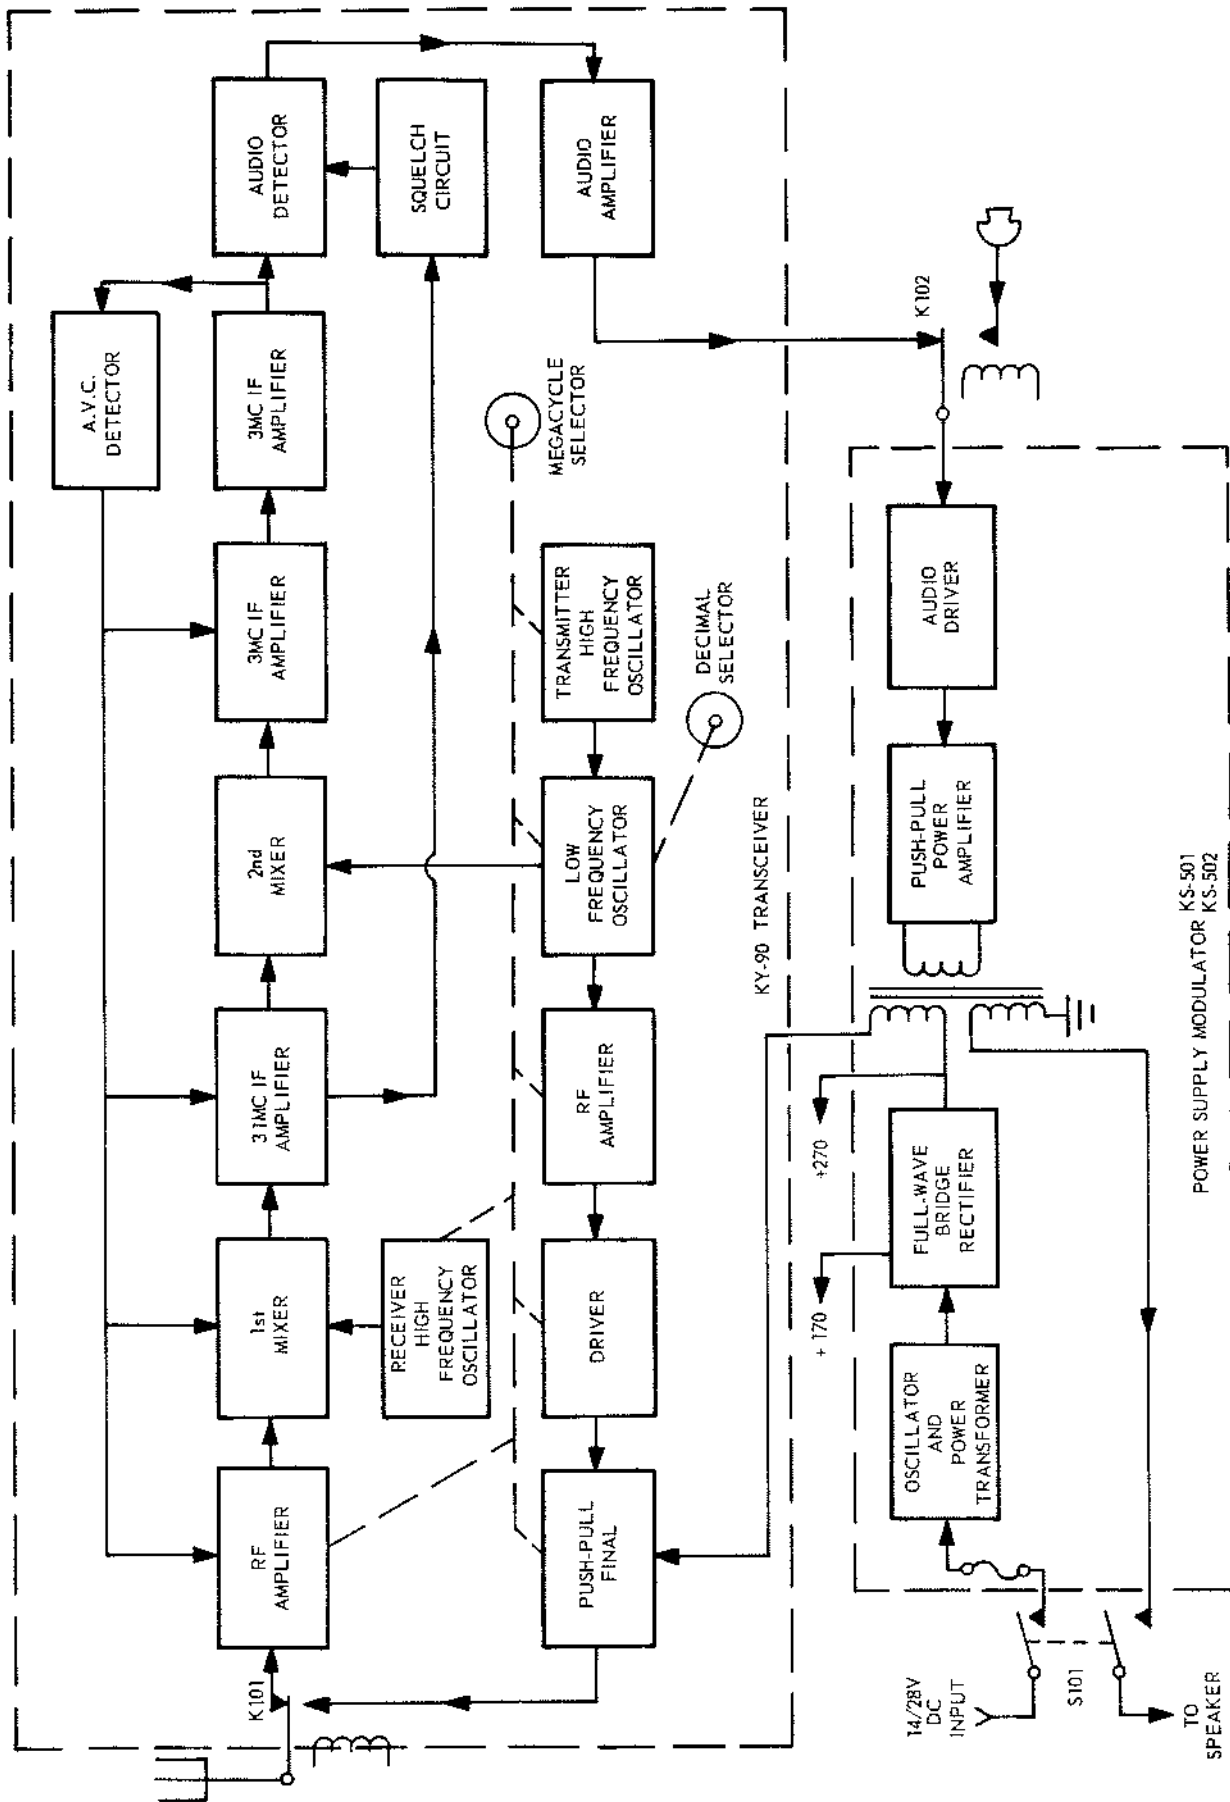 A.V.C.
DETECTOR
RF
AMPLIFIER
1st
MIXER
31MC IF
AMPLIFIER
2nd
MIXER
3MC IF
AMPLIFIER
3MC IF
AMPLIFIER
AUDIO
DETECTOR
K101
RECEIVER
HIGH
FREQUENCY
OSCILLATOR
SQUELCH
CIRCUIT
MEGACYCLE
SELECTOR
PUSH-PULL
FINAL
DRIVER
RF
AMPLIFIER
LOW
FREQUENCY
OSCILLATOR
TRANSMITTER
HIGH
FREQUENCY
OSCILLATOR
AUDIO
AMPLIFIER
DECIMAL
SELECTOR
KY-90 TRANSCEIVER
K102
14/28V
DC
INPUT
S101
TO
SPEAKER
+ 170
+270
OSCILLATOR
AND
POWER
TRANSFORMER
FULL-WAVE
BRIDGE
RECTIFIER
PUSH-PULL
POWER
AMPLIFIER
AUDIO
DRIVER
POWER SUPPLY MODULATOR KS-501
KS-502